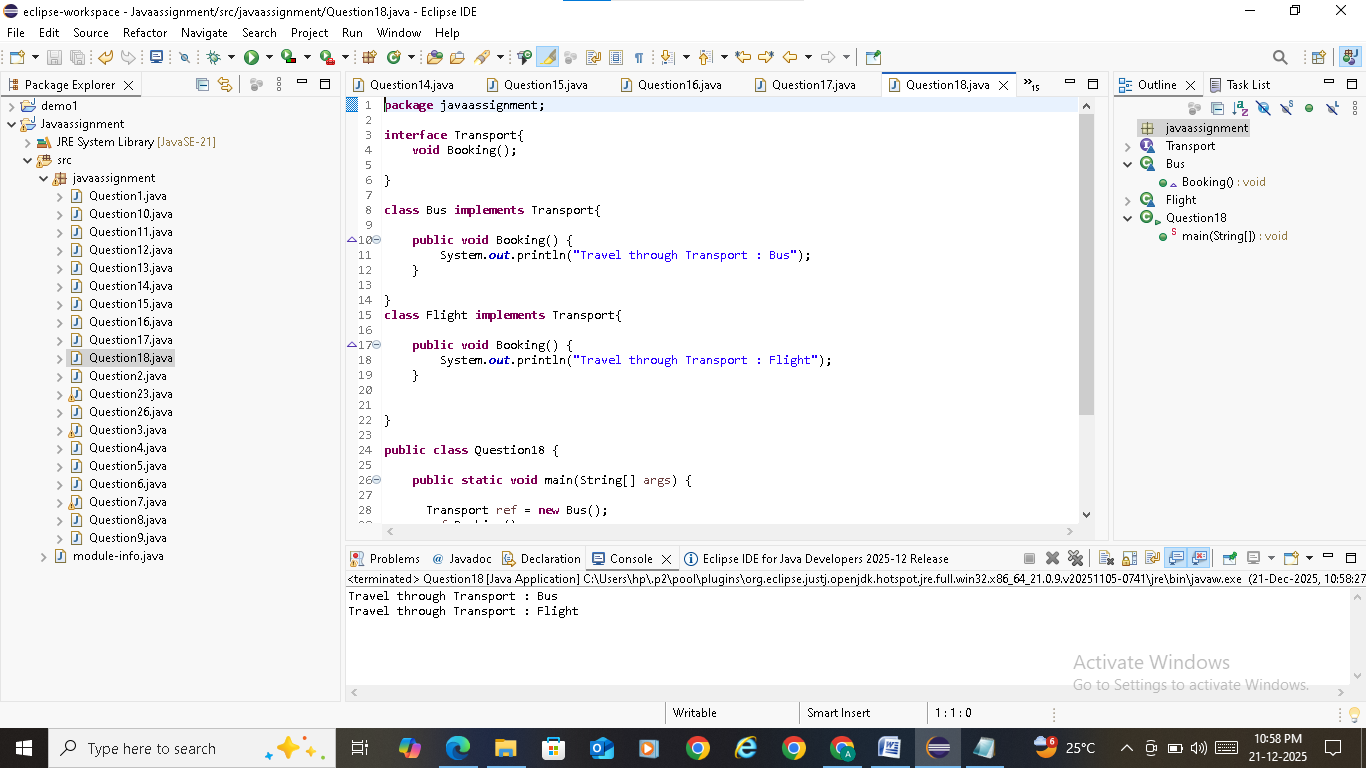 eclipse-workspace - Javaassignment/src/javaassignment/Question18.java - Eclipse IDE
File Edit Source Refactor Navigate Search Project Run Window Help
Package Explorer
demo1
Javaassignment
JRE System Library [JavaSE-21]
src
javaassignment
Question1.java
Question10.java
Question11.java
Question12.java
Question13.java
Question14.java
Question15.java
Question16.java
Question17.java
Question18.java
Question2.java
Question23.java
Question26.java
Question3.java
Question4.java
Question5.java
Question6.java
Question7.java
Question8.java
Question9.java
module-info.java
Question14.java Question15.java Question16.java Question17.java Question18.java »15
1 package javaassignment;
2
3 interface Transport{
4 void Booking();
5
6 }
7
8 class Bus implements Transport{
9
10 public void Booking() {
11 System.out.println("Travel through Transport : Bus");
12 }
13
14 }
15 class Flight implements Transport{
16
17 public void Booking() {
18 System.out.println("Travel through Transport : Flight");
19 }
20
21
22 }
23
24 public class Question18 {
25
26 public static void main(String[] args) {
27
28 Transport ref = new Bus();
Outline Task List
javaassignment
Transport
Bus
Booking() : void
Flight
Question18
main(String[]) : void
Problems @ Javadoc Declaration Console Eclipse IDE for Java Developers 2025-12 Release
<terminated> Question18 [Java Application] C:\Users\hp\.p2\pool\plugins\org.eclipse.justj.openjdk.hotspot.jre.full.win32.x86_64_21.0.9.v20251105-0741\jre\bin\javaw.exe (21-Dec-2025, 10:58:27
Travel through Transport : Bus
Travel through Transport : Flight
Activate Windows
Go to Settings to activate Windows.
Writable Smart Insert 1 : 1 : 0
Type here to search
6 25°C
10:58 PM
21-12-2025